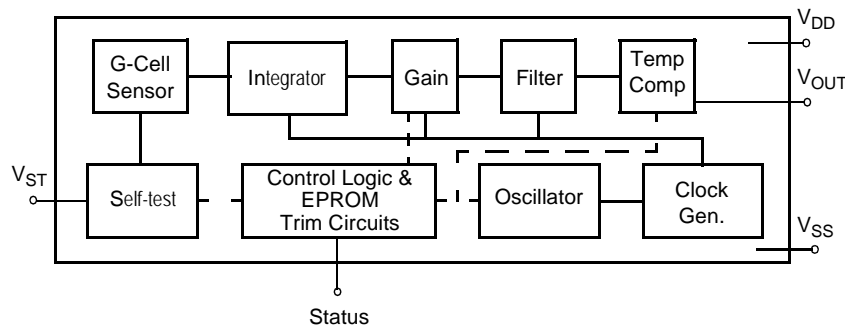 V_DD
G-Cell
Sensor
Integrator
Gain
Filter
Temp
Comp
V_OUT
V_ST
Self-test
Control Logic &
EPROM
Trim Circuits
Oscillator
Clock
Gen.
V_SS
Status